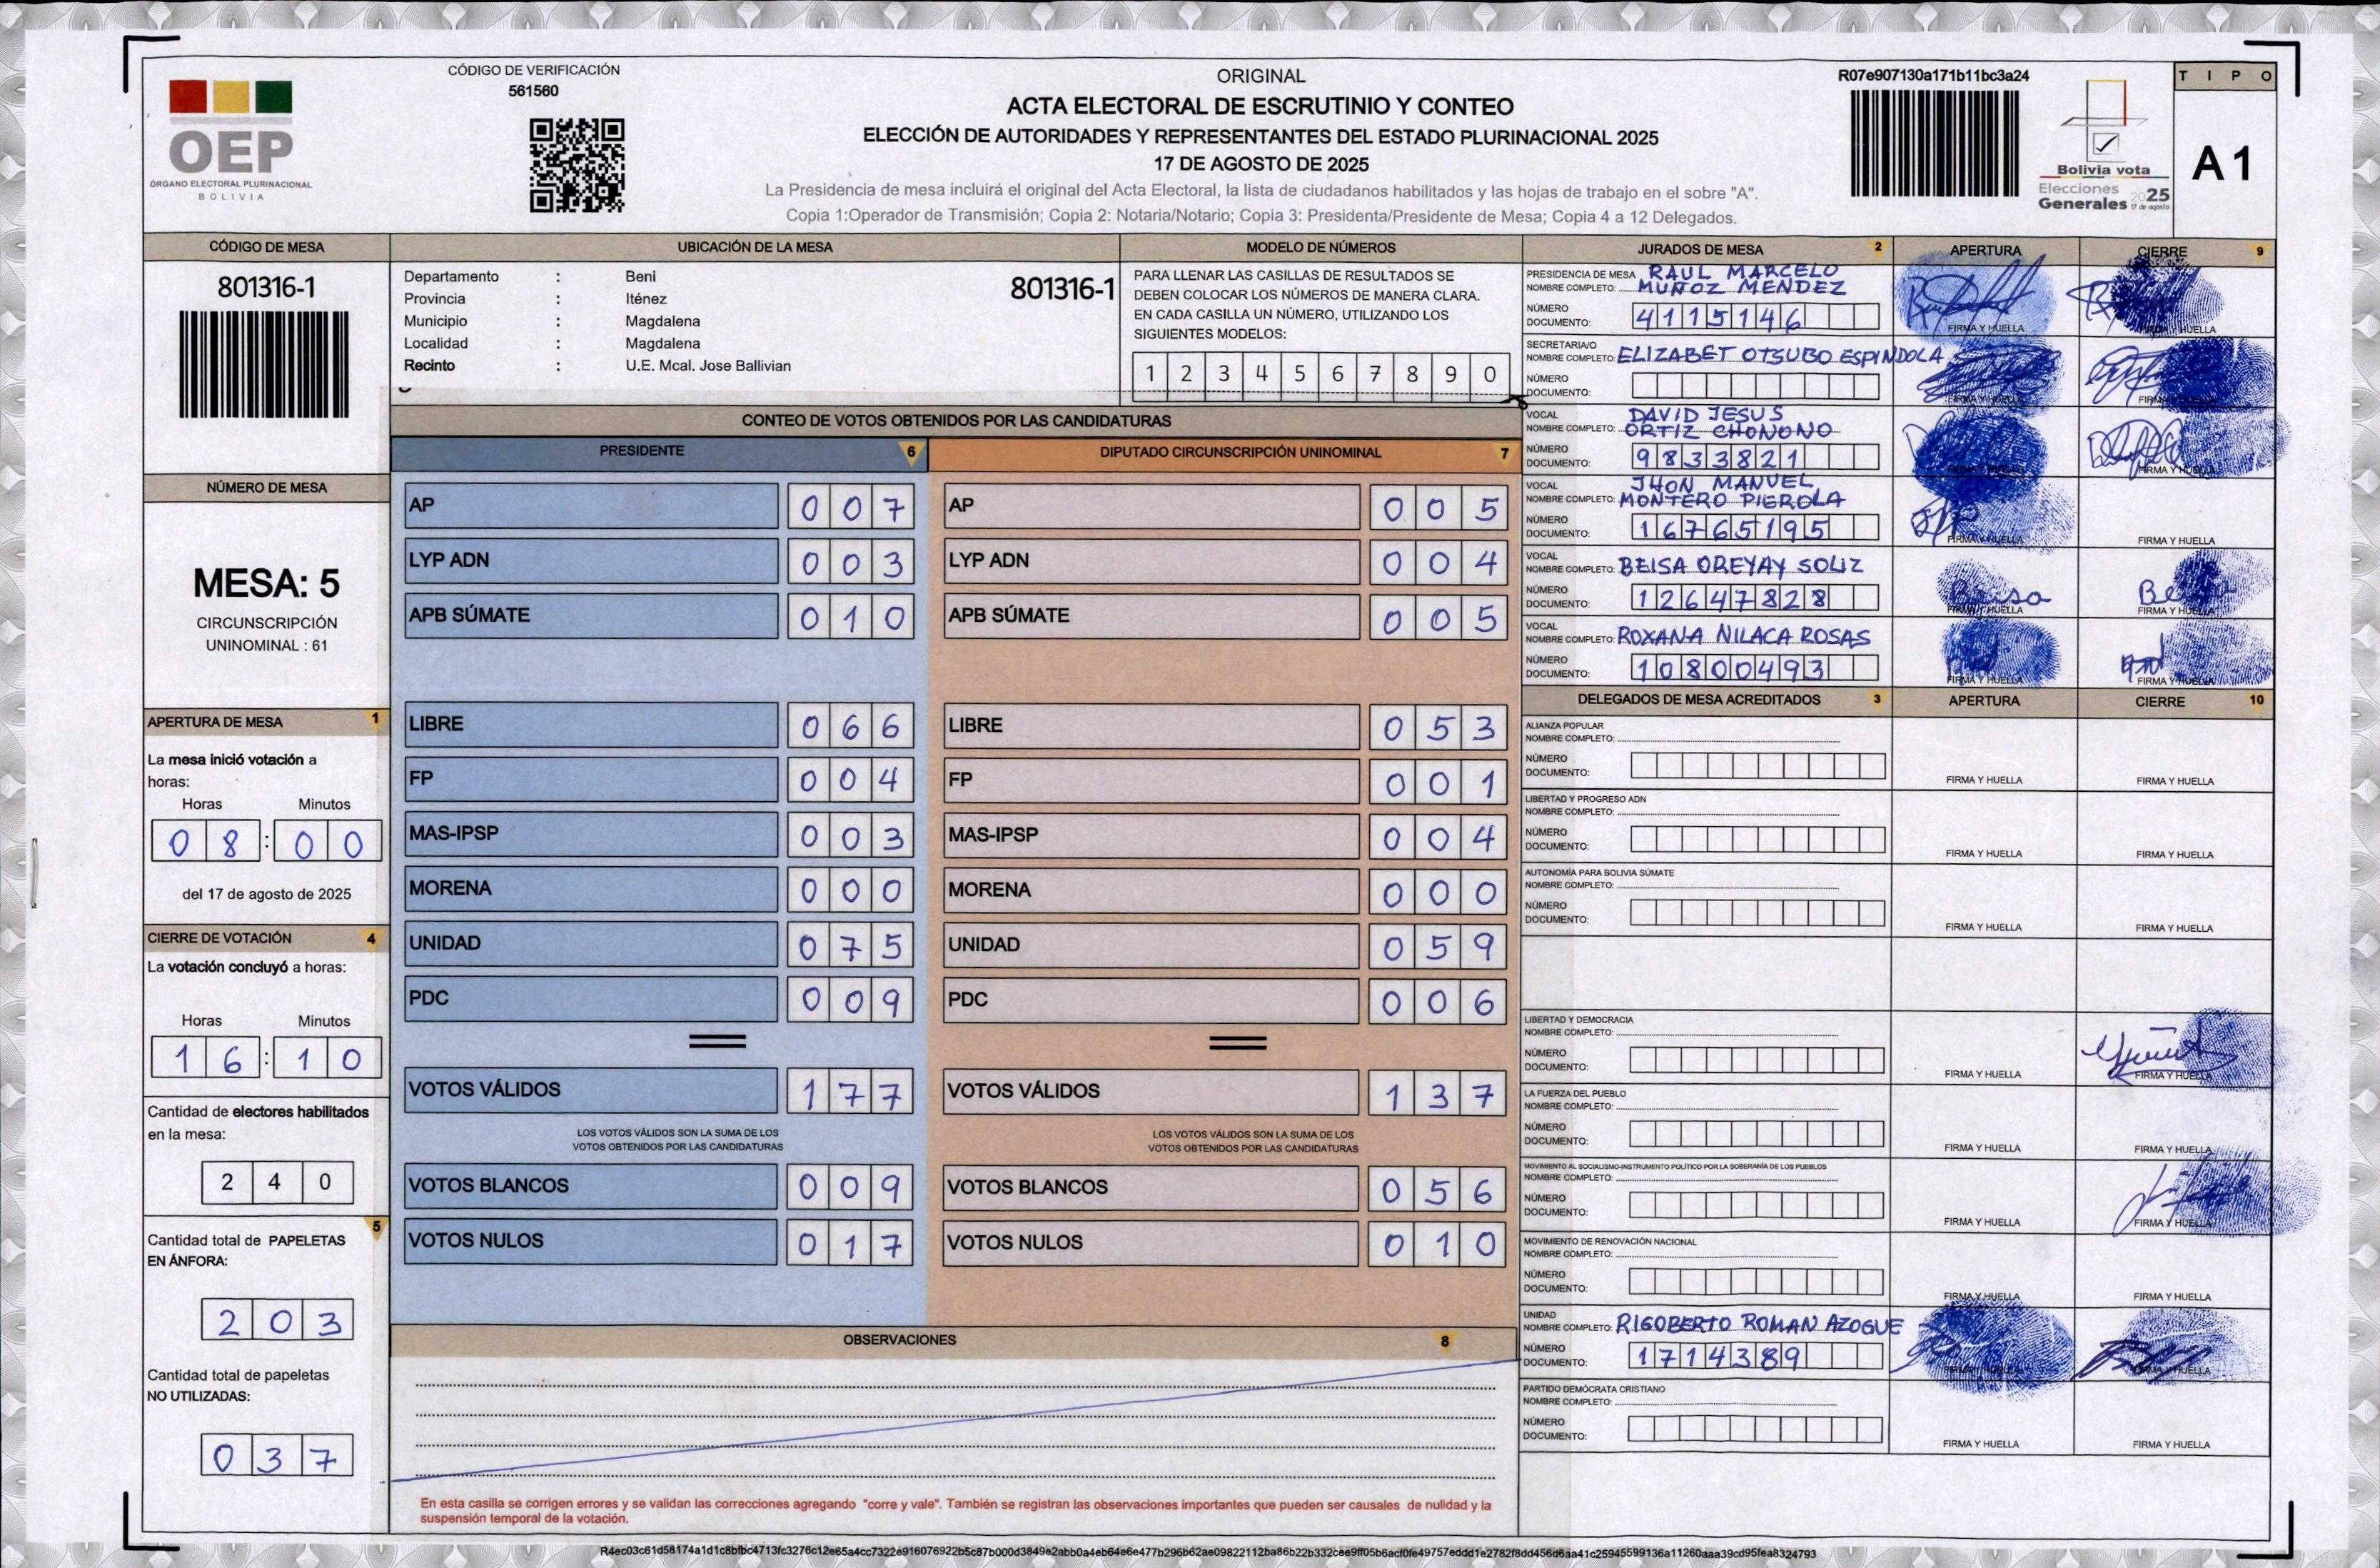 CÓDIGO DE VERIFICACIÓN
561560
OEP
ÓRGANO ELECTORAL PLURINACIONAL
BOLIVIA
ORIGINAL
ACTA ELECTORAL DE ESCRUTINIO Y CONTEO
ELECCIÓN DE AUTORIDADES Y REPRESENTANTES DEL ESTADO PLURINACIONAL 2025
17 DE AGOSTO DE 2025
La Presidencia de mesa incluirá el original del Acta Electoral, la lista de ciudadanos habilitados y las hojas de trabajo en el sobre "A".
Copia 1:Operador de Transmisión; Copia 2: Notaria/Notario; Copia 3: Presidenta/Presidente de Mesa; Copia 4 a 12 Delegados.
R07e907130a171b11bc3a24
Bolivia vota
Elecciones
Generales 2025
17 de agosto
TIPO
A1
CÓDIGO DE MESA
801316-1
NÚMERO DE MESA
MESA: 5
CIRCUNSCRIPCIÓN
UNINOMINAL : 61
APERTURA DE MESA 1
La mesa inició votación a
horas:
Horas Minutos
08:00
del 17 de agosto de 2025
CIERRE DE VOTACIÓN 4
La votación concluyó a horas:
Horas Minutos
16:10
Cantidad de electores habilitados
en la mesa:
240
5
Cantidad total de PAPELETAS
EN ÁNFORA:
203
Cantidad total de papeletas
NO UTILIZADAS:
037
UBICACIÓN DE LA MESA
Departamento : Beni
801316-1
Provincia : Iténez
Municipio : Magdalena
Localidad : Magdalena
Recinto : U.E. Mcal. Jose Ballivian
MODELO DE NÚMEROS
PARA LLENAR LAS CASILLAS DE RESULTADOS SE
DEBEN COLOCAR LOS NÚMEROS DE MANERA CLARA.
EN CADA CASILLA UN NÚMERO, UTILIZANDO LOS
SIGUIENTES MODELOS:
1 2 3 4 5 6 7 8 9 0
CONTEO DE VOTOS OBTENIDOS POR LAS CANDIDATURAS
PRESIDENTE 6
AP 007
LYP ADN 003
APB SÚMATE 010
LIBRE 066
FP 004
MAS-IPSP 003
MORENA 000
UNIDAD 075
PDC 009
VOTOS VÁLIDOS 177
LOS VOTOS VÁLIDOS SON LA SUMA DE LOS
VOTOS OBTENIDOS POR LAS CANDIDATURAS
VOTOS BLANCOS 009
VOTOS NULOS 017
DIPUTADO CIRCUNSCRIPCIÓN UNINOMINAL 7
AP 005
LYP ADN 004
APB SÚMATE 005
LIBRE 053
FP 001
MAS-IPSP 004
MORENA 000
UNIDAD 059
PDC 006
VOTOS VÁLIDOS 137
LOS VOTOS VÁLIDOS SON LA SUMA DE LOS
VOTOS OBTENIDOS POR LAS CANDIDATURAS
VOTOS BLANCOS 056
VOTOS NULOS 010
OBSERVACIONES 8
En esta casilla se corrigen errores y se validan las correcciones agregando "corre y vale". También se registran las observaciones importantes que pueden ser causales de nulidad y la
suspensión temporal de la votación.
JURADOS DE MESA 2 APERTURA CIERRE 9
PRESIDENCIA DE MESA RAUL MARCELO
NOMBRE COMPLETO: MUÑOZ MENDEZ
NÚMERO
DOCUMENTO: 4115146
FIRMA Y HUELLA FIRMA Y HUELLA
SECRETARIA/O
NOMBRE COMPLETO: ELIZABET OTSUBO ESPINDOLA
NÚMERO
DOCUMENTO:
FIRMA Y HUELLA FIRMA Y HUELLA
VOCAL DAVID JESUS
NOMBRE COMPLETO: ORTIZ CHONONO
NÚMERO
DOCUMENTO: 9833821
FIRMA Y HUELLA FIRMA Y HUELLA
VOCAL JHON MANUEL
NOMBRE COMPLETO: MONTERO PIEROLA
NÚMERO
DOCUMENTO: 16765195
FIRMA Y HUELLA FIRMA Y HUELLA
VOCAL
NOMBRE COMPLETO: BEISA OREYAY SOLIZ
NÚMERO
DOCUMENTO: 12647828
Beisa
FIRMA Y HUELLA FIRMA Y HUELLA
VOCAL
NOMBRE COMPLETO: ROXANA NILACA ROSAS
NÚMERO
DOCUMENTO: 10800493
FIRMA Y HUELLA FIRMA Y HUELLA
DELEGADOS DE MESA ACREDITADOS 3 APERTURA CIERRE 10
ALIANZA POPULAR
NOMBRE COMPLETO:
NÚMERO
DOCUMENTO:
FIRMA Y HUELLA FIRMA Y HUELLA
LIBERTAD Y PROGRESO ADN
NOMBRE COMPLETO:
NÚMERO
DOCUMENTO:
FIRMA Y HUELLA FIRMA Y HUELLA
AUTONOMÍA PARA BOLIVIA SÚMATE
NOMBRE COMPLETO:
NÚMERO
DOCUMENTO:
FIRMA Y HUELLA FIRMA Y HUELLA
LIBERTAD Y DEMOCRACIA
NOMBRE COMPLETO:
NÚMERO
DOCUMENTO:
FIRMA Y HUELLA FIRMA Y HUELLA
LA FUERZA DEL PUEBLO
NOMBRE COMPLETO:
NÚMERO
DOCUMENTO:
FIRMA Y HUELLA FIRMA Y HUELLA
MOVIMIENTO AL SOCIALISMO-INSTRUMENTO POLÍTICO POR LA SOBERANÍA DE LOS PUEBLOS
NOMBRE COMPLETO:
NÚMERO
DOCUMENTO:
FIRMA Y HUELLA FIRMA Y HUELLA
MOVIMIENTO DE RENOVACIÓN NACIONAL
NOMBRE COMPLETO:
NÚMERO
DOCUMENTO:
FIRMA Y HUELLA FIRMA Y HUELLA
UNIDAD
NOMBRE COMPLETO: RIGOBERTO ROMAN AZOGUE
NÚMERO
DOCUMENTO: 1714389
FIRMA Y HUELLA FIRMA Y HUELLA
PARTIDO DEMÓCRATA CRISTIANO
NOMBRE COMPLETO:
NÚMERO
DOCUMENTO:
FIRMA Y HUELLA FIRMA Y HUELLA